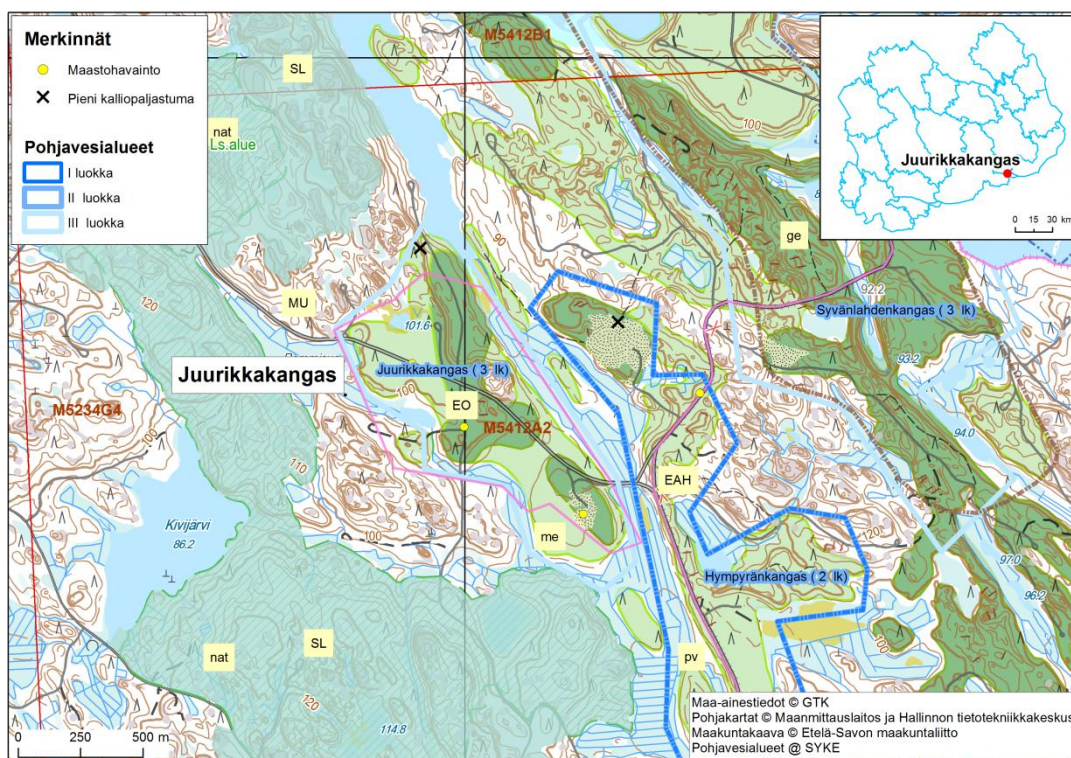 Merkinnät
Maastohavainto
Pieni kalliopaljastuma
Pohjavesialueet
I luokka
II luokka
III luokka
M5412B1
SL
nat
Ls.alue
100
90
ge
Juurikkakangas
0 15 30 km
92.2
Syvänlahdenkangas ( 3 lk)
120
MU
101.6
93.2
Juurikkakangas
Juurikkakangas ( 3 lk)
100
EO
M5412A2
M5234G4
100
94.0
110
EAH
Kivijärvi
86.2
100
me
120
Hympyränkangas ( 2 lk)
97.0
96.2
SL
nat
120
pv
100
114.8
0 250 500 m
Maa-ainestiedot © GTK
Pohjakartat © Maanmittauslaitos ja Hallinnon tietotekniikkakeskus
Maakuntakaava © Etelä-Savon maakuntaliitto
Pohjavesialueet @ SYKE